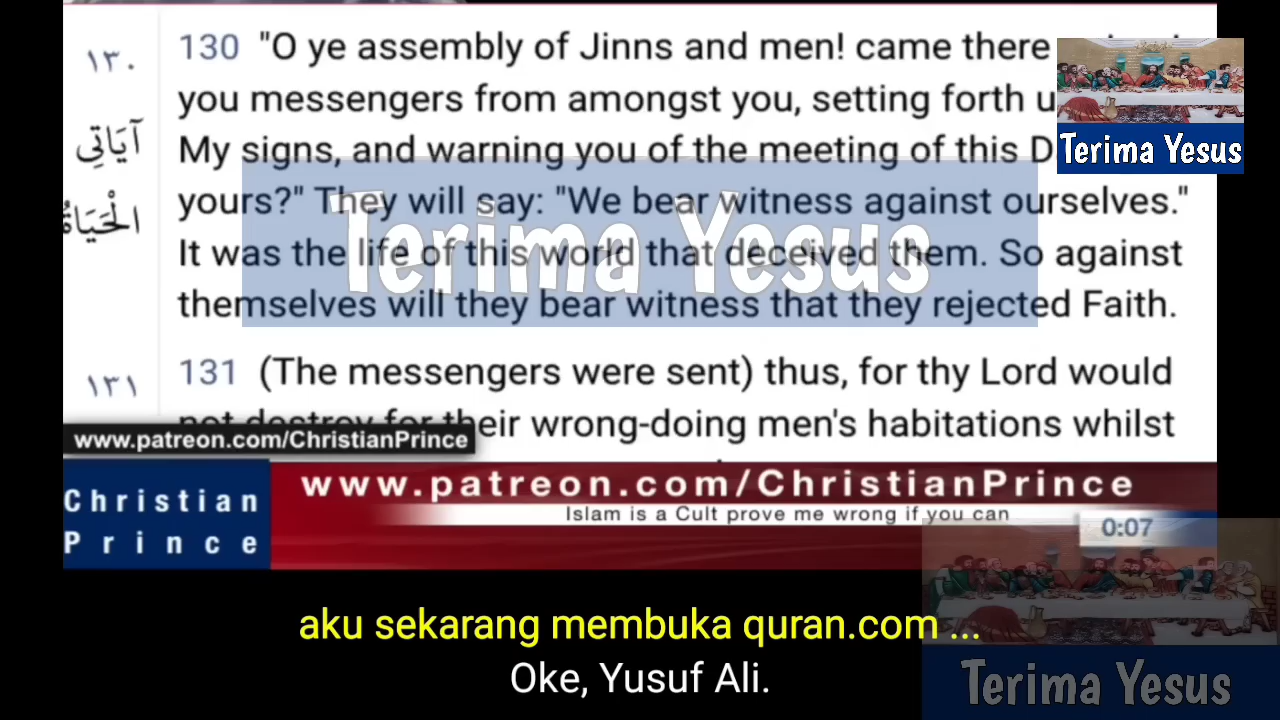 ١٣٠
130 "O ye assembly of Jinns and men! came there
you messengers from amongst you, setting forth
Terima Yesus
آيَاتِي
My signs, and warning you of the meeting of this
yours?" They will say: "We bear witness against ourselves."
الْحَيَاةُ
Terima Yesus
It was the life of this world that deceived them. So against
themselves will they bear witness that they rejected Faith.
١٣١
131 (The messengers were sent) thus, for thy Lord would
not destroy for their wrong-doing men's habitations whilst
www.patreon.com/ChristianPrince
Christian
Prince
www.patreon.com/ChristianPrince
Islam is a Cult prove me wrong if you can
0:07
aku sekarang membuka quran.com ...
Oke, Yusuf Ali.
Terima Yesus